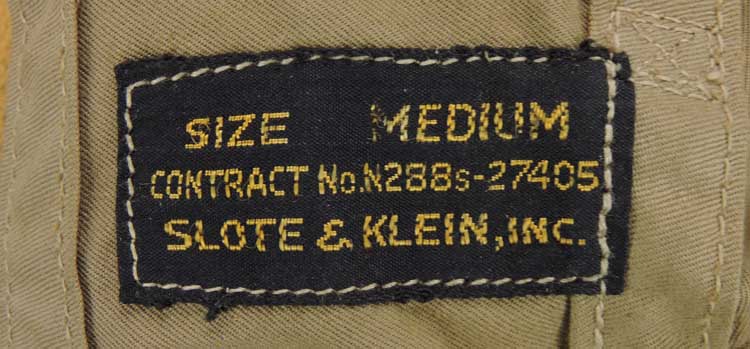 SIZE MEDIUM
CONTRACT No. N288s-27405
SLOTE & KLEIN, INC.